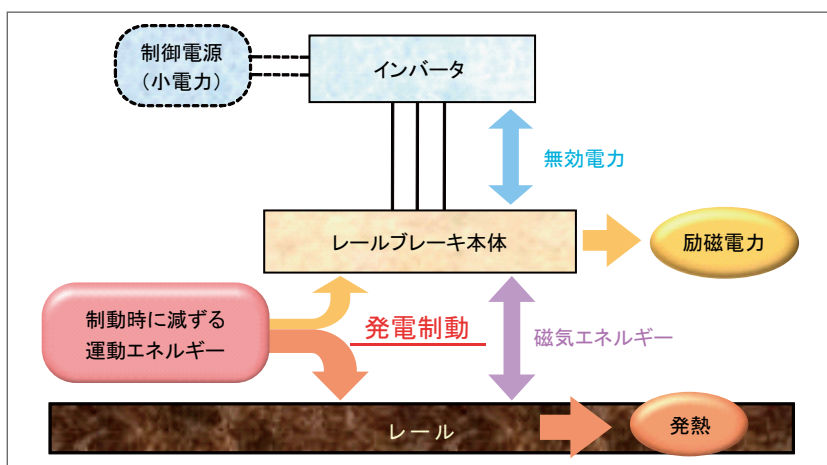 制御電源
（小電力）
インバータ
無効電力
レールブレーキ本体
励磁電力
制動時に減ずる
運動エネルギー
発電制動
磁気エネルギー
レール
発熱